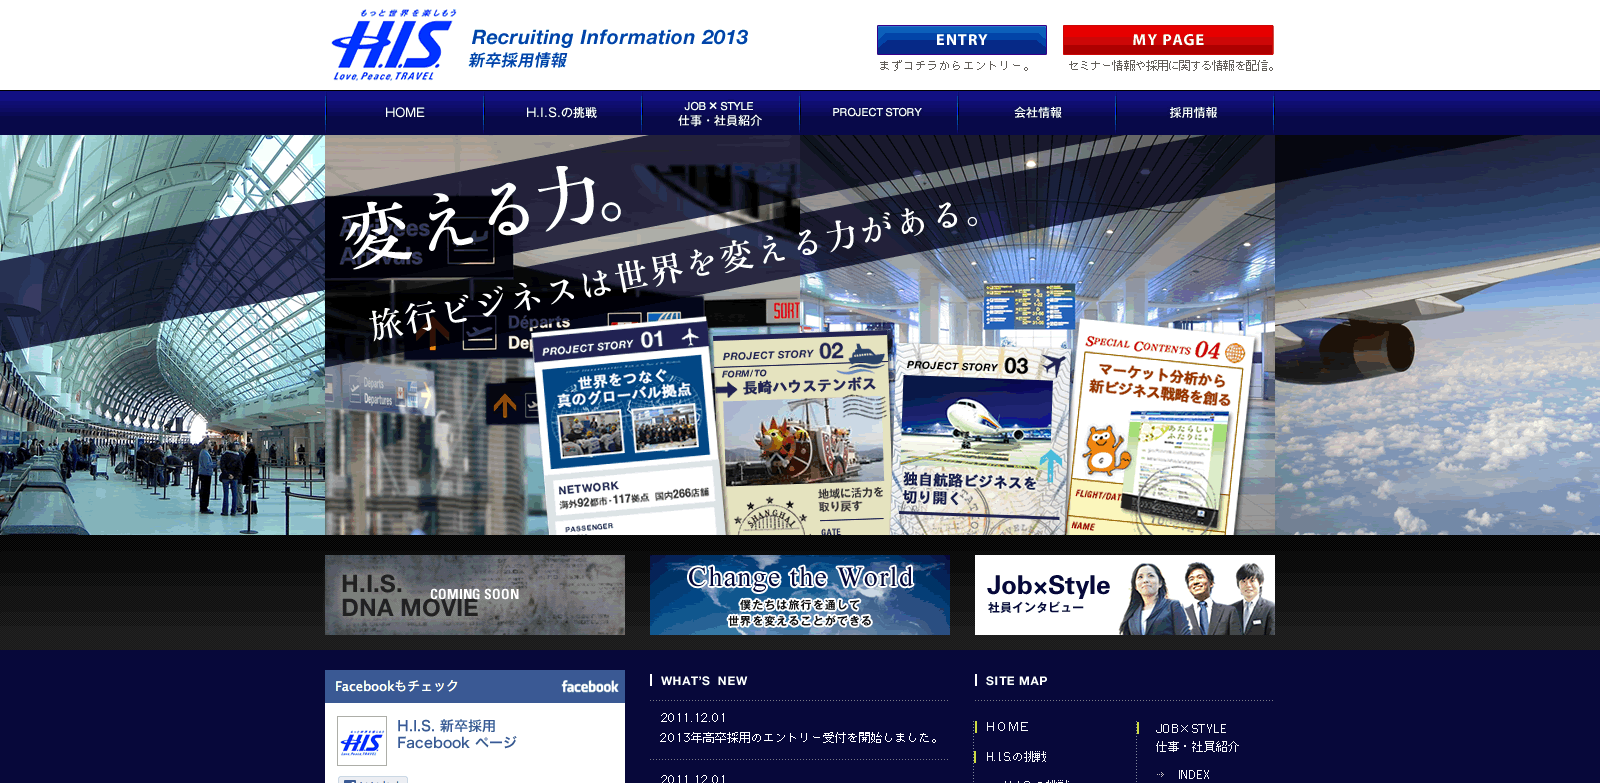 もっと世界を楽しもう
H.I.S.
Love, Peace, TRAVEL
Recruiting Information 2013
新卒採用情報
ENTRY
まずコチラからエントリー。
MY PAGE
セミナー情報や採用に関する情報を配信。
HOME
H.I.S.の挑戦
JOB×STYLE
仕事・社員紹介
PROJECT STORY
会社情報
採用情報
変える力。
旅行ビジネスは世界を変える力がある。
Arrivals
Départs
SORT
Départs
Departures
PROJECT STORY 01
世界をつなぐ
真のグローバル拠点
NETWORK
海外92都市・117拠点 国内266店舗
PASSENGER
PROJECT STORY 02
FORM/TO
長崎ハウステンボス
SHANGHAI
地域に活力を
取り戻す
GATE
PROJECT STORY 03
独自航路ビジネスを
切り開く
SPECIAL CONTENTS 04
マーケット分析から
新ビジネス戦略を創る
あたらしい
ふたりに。
FLIGHT/DAT
NAME
H.I.S.
DNA MOVIE
COMING SOON
Change the World
僕たちは旅行を通して
世界を変えることができる
Job×Style
社員インタビュー
Facebookもチェック
facebook
H.I.S. 新卒採用
Facebook ページ
WHAT'S NEW
2011.12.01
2013年高卒採用のエントリー受付を開始しました。
2011.12.01
SITE MAP
HOME
H.I.S.の挑戦
JOB×STYLE
仕事・社員紹介
INDEX